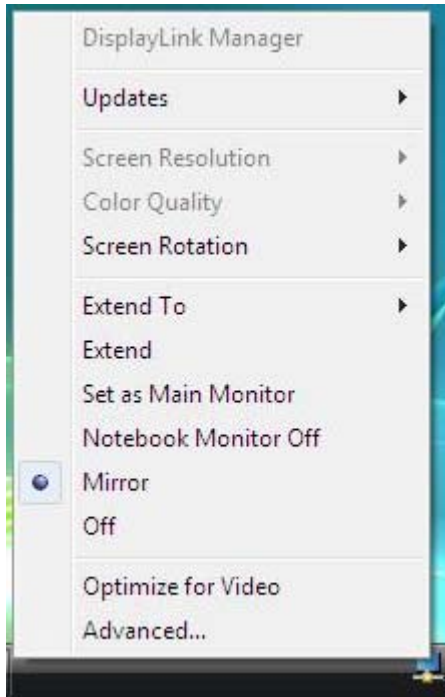 DisplayLink Manager
Updates
Screen Resolution
Color Quality
Screen Rotation
Extend To
Extend
Set as Main Monitor
Notebook Monitor Off
Mirror
Off
Optimize for Video
Advanced...